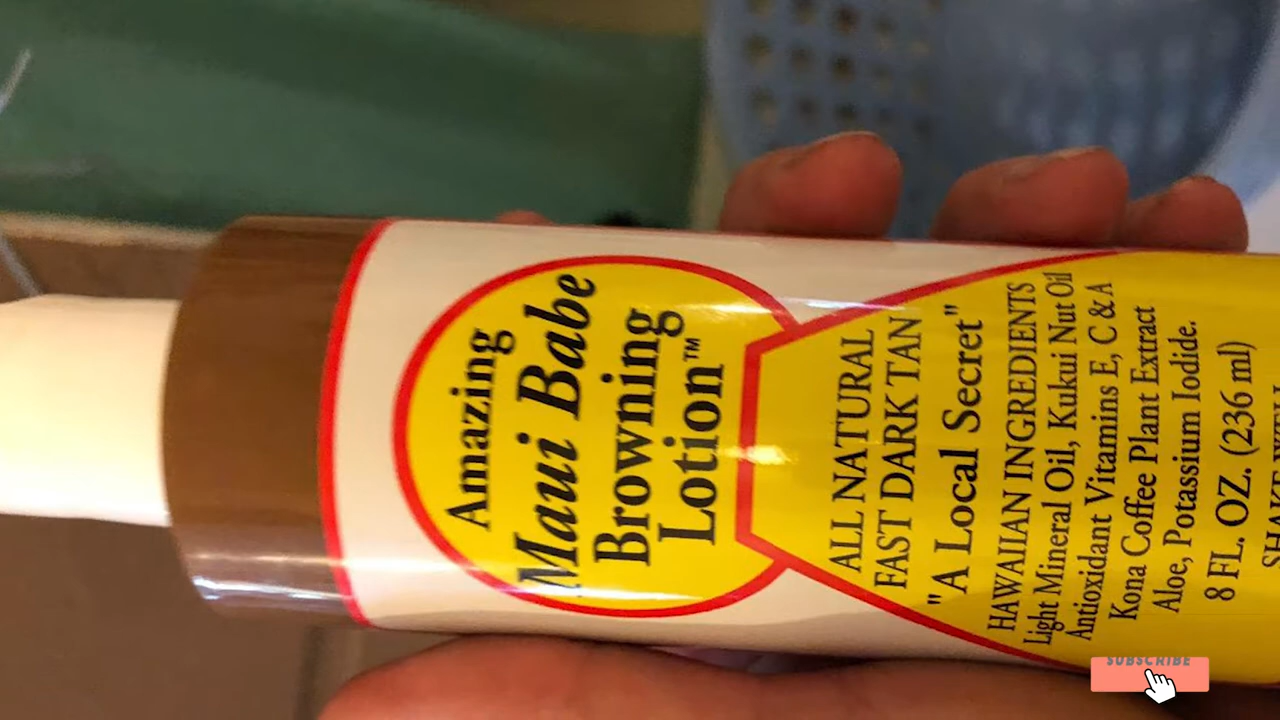 Amazing
Maui Babe
Browning
Lotion™
ALL NATURAL
FAST DARK TAN
"A Local Secret"
HAWAIIAN INGREDIENTS
Light Mineral Oil, Kukui Nut Oil
Antioxidant Vitamins E, C & A
Kona Coffee Plant Extract
Aloe, Potassium Iodide.
8 FL. OZ. (236 ml)
SUBSCRIBE